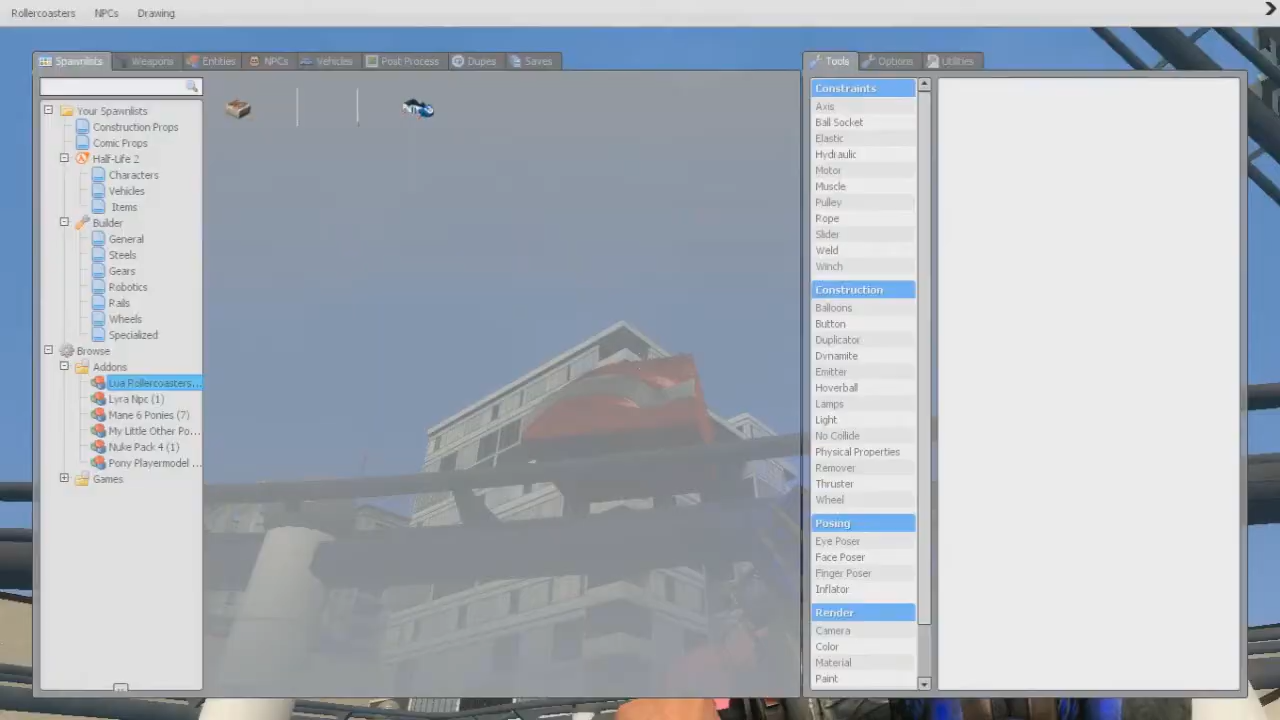 Rollercoasters NPCs Drawing
Spawnlists Weapons Entities NPCs Vehicles Post Process Dupes Saves
Your Spawnlists
Construction Props
Comic Props
Half-Life 2
Characters
Vehicles
Items
Builder
General
Steels
Gears
Robotics
Rails
Wheels
Specialized
Browse
Addons
Lua Rollercoasters...
Lyra Npc (1)
Mane 6 Ponies (7)
My Little Other Po...
Nuke Pack 4 (1)
Pony Playermodel ...
Games
Tools Options Utilities
Constraints
Axis
Ball Socket
Elastic
Hydraulic
Motor
Muscle
Pulley
Rope
Slider
Weld
Winch
Construction
Balloons
Button
Duplicator
Dynamite
Emitter
Hoverball
Lamps
Light
No Collide
Physical Properties
Remover
Thruster
Wheel
Posing
Eye Poser
Face Poser
Finger Poser
Inflator
Render
Camera
Color
Material
Paint